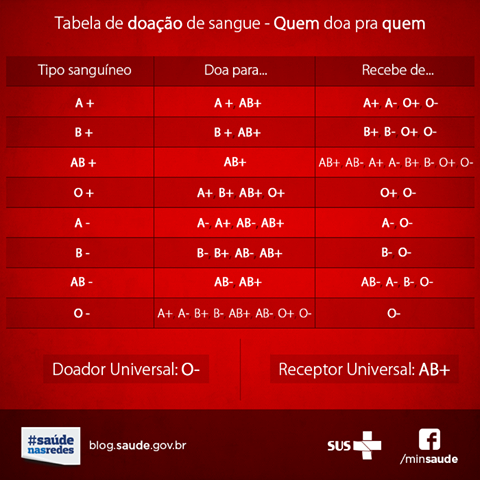 Tabela de doação de sangue - Quem doa pra quem
Tipo sanguíneo Doa para... Recebe de...
A + A + AB+ A+ A- O+ O-
B + B + AB+ B+ B- O+ O-
AB + AB+ AB+ AB- A+ A- B+ B- O+ O-
O + A+ B+ AB+ O+ O+ O-
A - A- A+ AB- AB+ A- O-
B - B- B+ AB- AB+ B- O-
AB - AB- AB+ AB- A- B- O-
O - A+ A- B+ B- AB+ AB- O+ O- O-
Doador Universal: O- Receptor Universal: AB+
#saúde
nasredes
blog.saude.gov.br
SUS
f
/minsaude